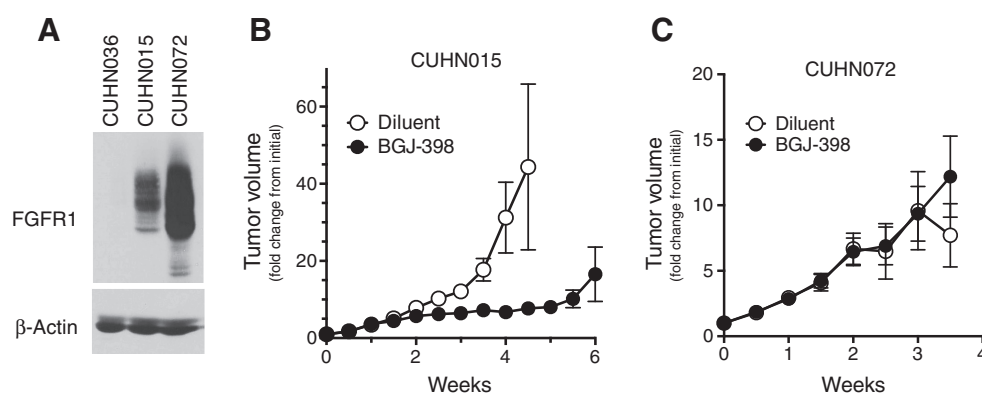 A
CUHN036
CUHN015
CUHN072
FGFR1
β-Actin
B
CUHN015
Diluent
BGJ-398
Tumor volume
(fold change from initial)
60
40
20
0
0
2
4
6
Weeks
C
CUHN072
Diluent
BGJ-398
Tumor volume
(fold change from initial)
20
15
10
5
0
0
1
2
3
4
Weeks